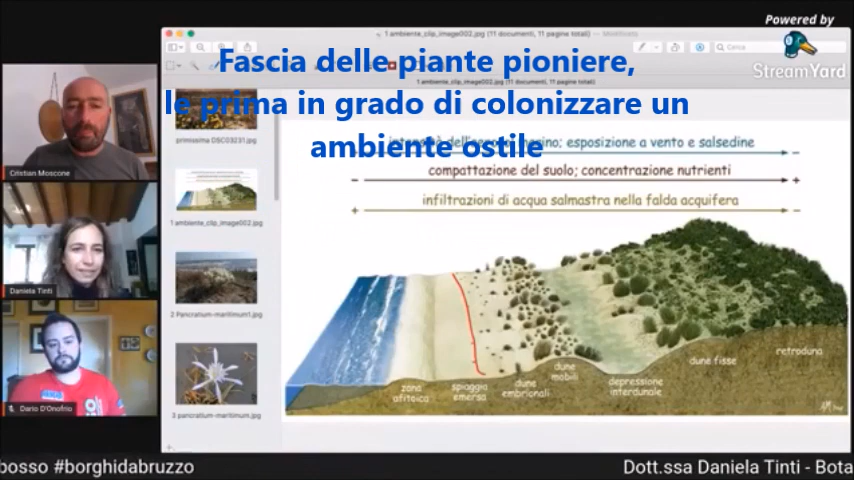 Powered by
StreamYard
1 ambiente_clip_image002.jpg (11 documenti, 11 pagine totali) — Modificato
Cerca
Fascia delle piante pioniere,
le prima in grado di colonizzare un
ambiente ostile
1 ambiente_clip_image002.jpg (11 documenti, 11 pagine totali)
primissima DSC03231.jpg
1 ambiente_clip_image002.jpg
2 Pancratium-maritimum1.jpg
3 pancratium-maritimum.jpg
intensità dell'aerosol marino; esposizione a vento e salsedine
-
compattazione del suolo; concentrazione nutrienti
- +
infiltrazioni di acqua salmastra nella falda acquifera
+ -
zona
afitoica
spiaggia
emersa
dune
embrionali
dune
mobili
depressione
interdunale
dune fisse
retroduna
Cristian Moscone
Daniela Tinti
Dario D'Onofrio
bosso #borghidabruzzo
Dott.ssa Daniela Tinti - Bota